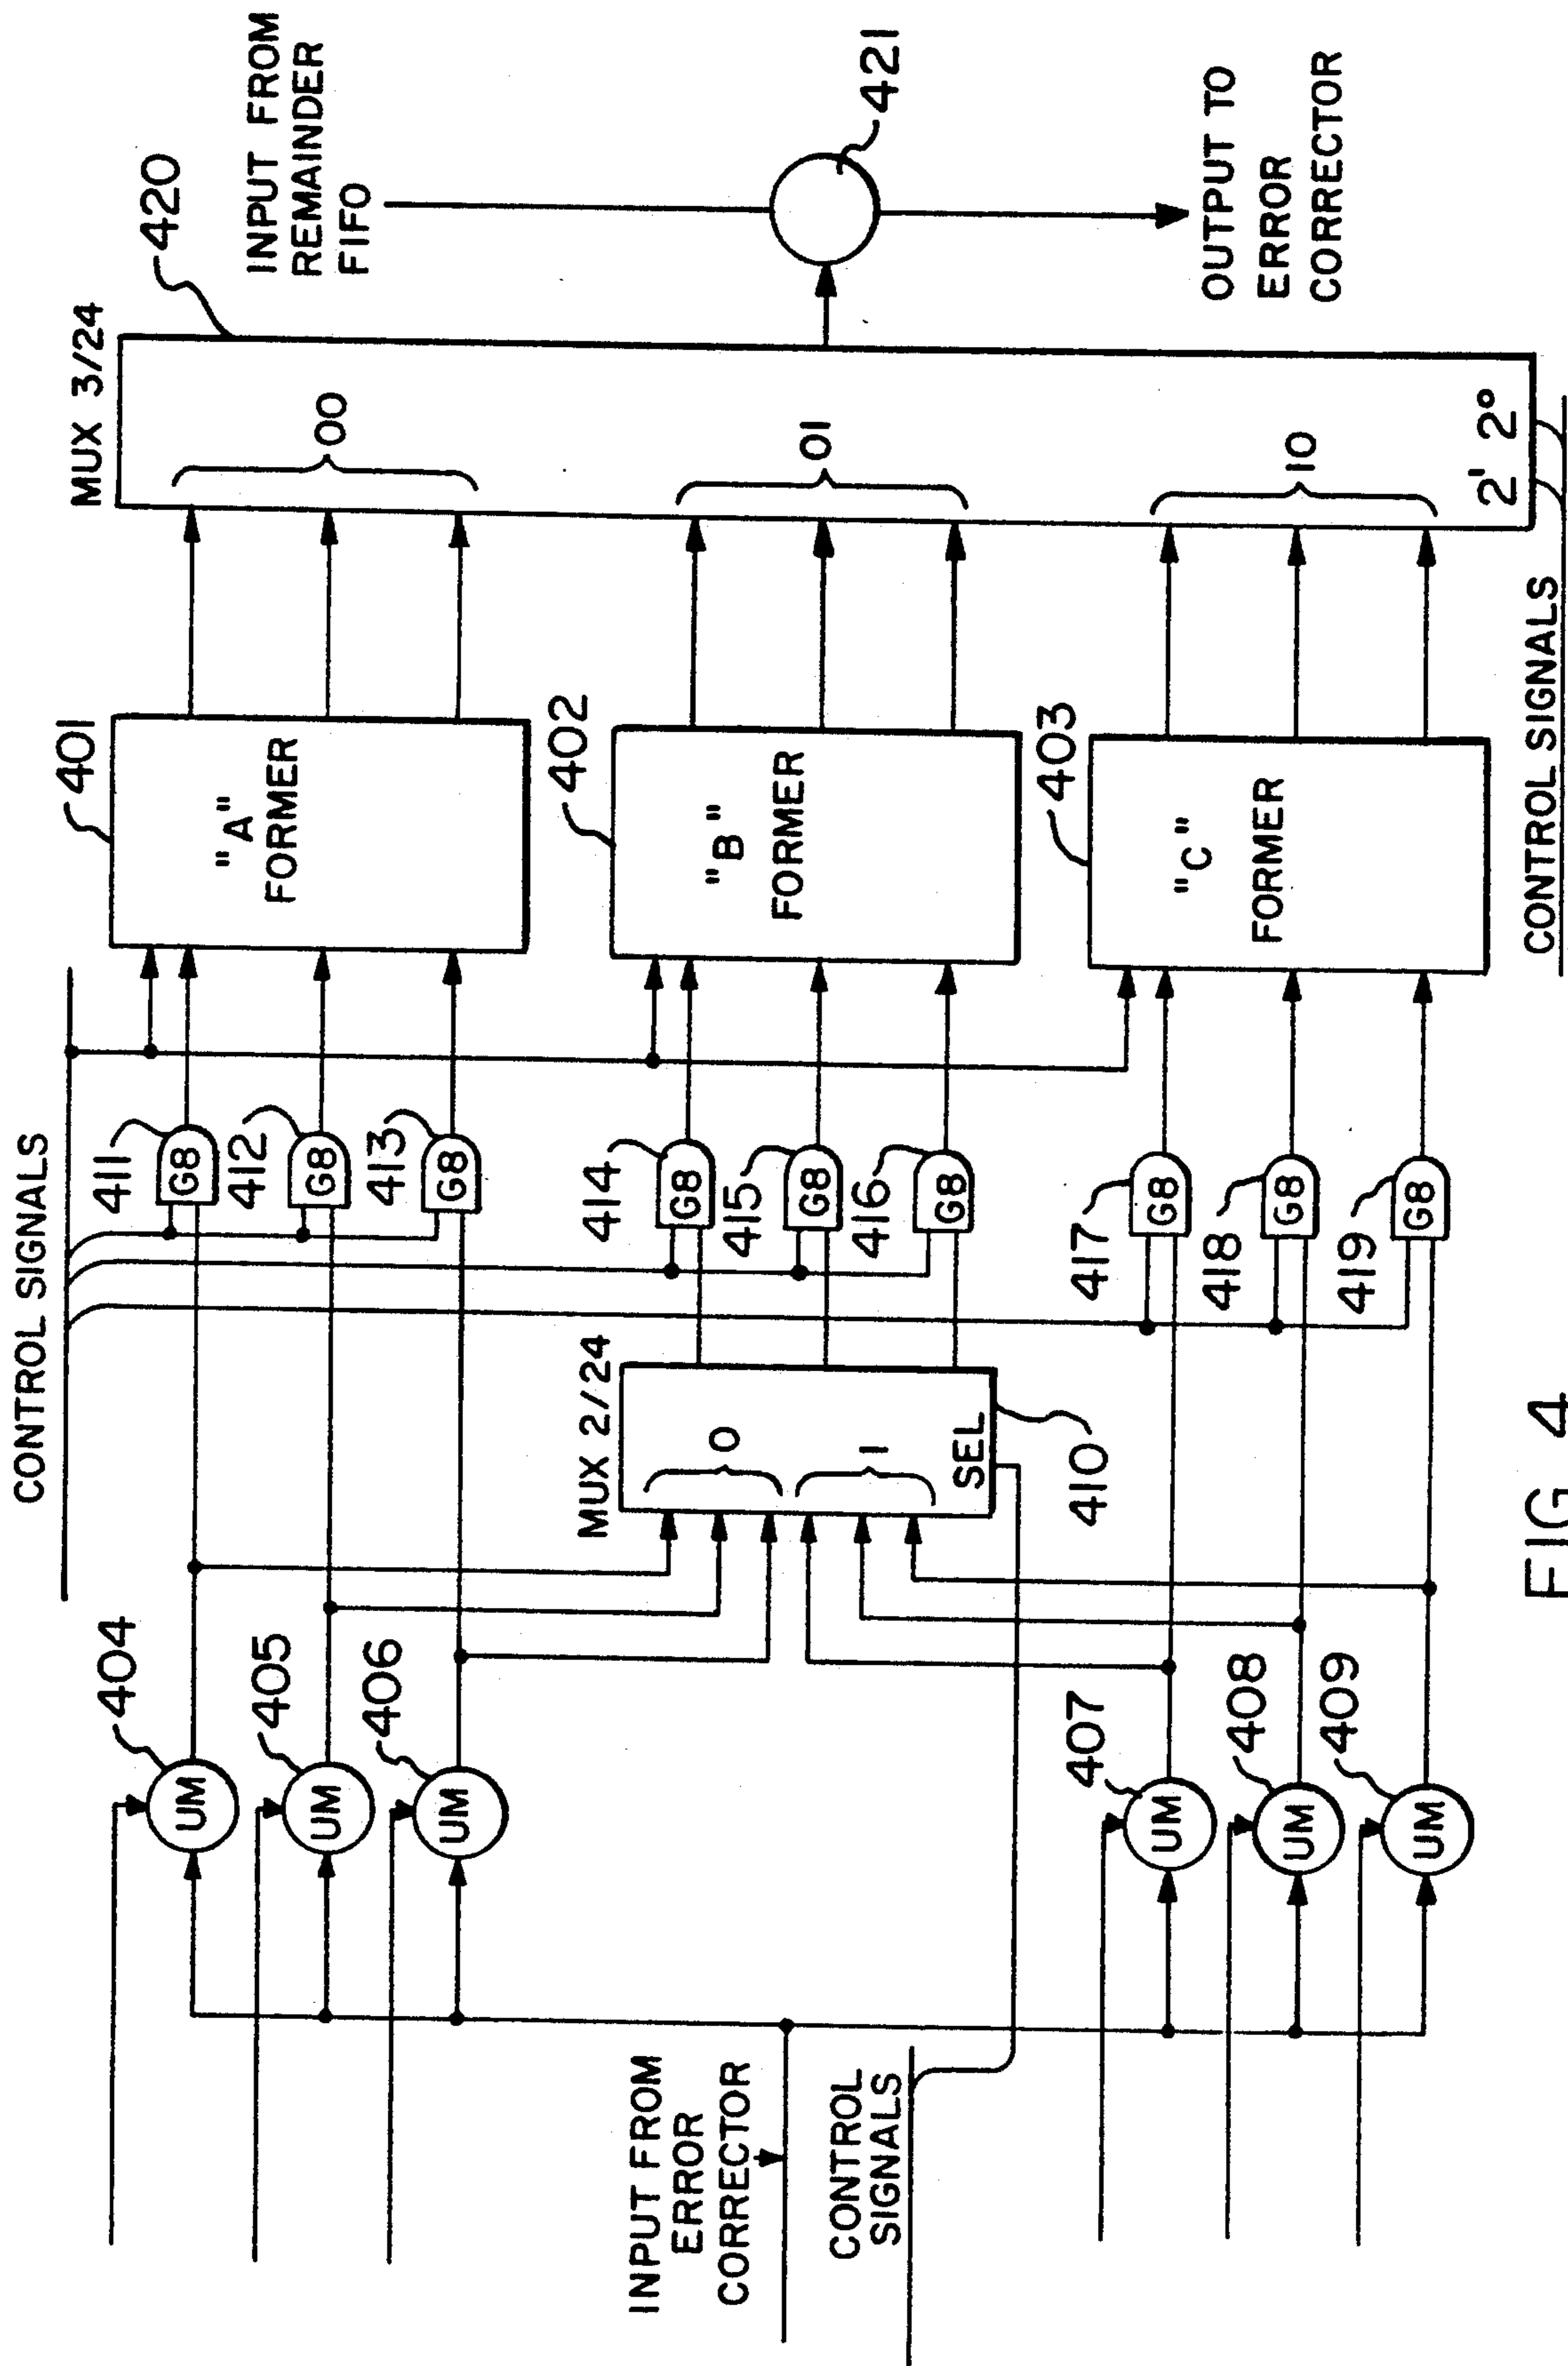 CONTROL SIGNALS
404
405
406
UM
UM
UM
411
G8
412
G8
413
G8
401
"A"
FORMER
MUX 3/24
420
00
INPUT FROM
REMAINDER
FIFO
INPUT FROM
ERROR
CORRECTOR
CONTROL
SIGNALS
MUX 2/24
0
1
SEL
410
414
G8
415
G8
416
G8
402
"B"
FORMER
01
421
407
UM
408
UM
409
UM
417
G8
418
G8
419
G8
403
"C"
FORMER
10
2' 2°
CONTROL SIGNALS
OUTPUT TO
ERROR
CORRECTOR
FIG. 4